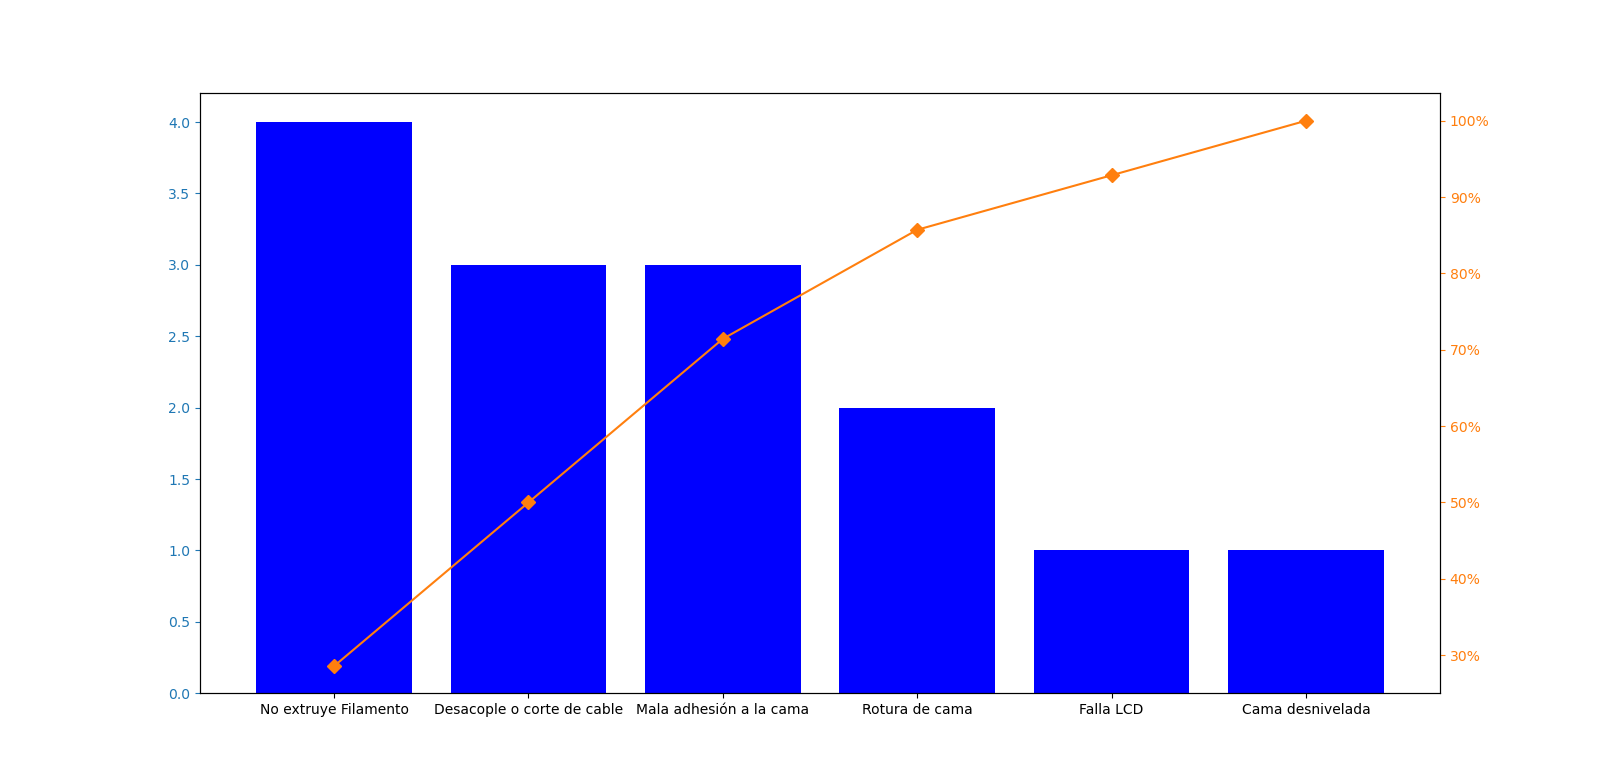 4.0
3.5
3.0
2.5
2.0
1.5
1.0
0.5
0.0
100%
90%
80%
70%
60%
50%
40%
30%
No extruye Filamento
Desacople o corte de cable
Mala adhesión a la cama
Rotura de cama
Falla LCD
Cama desnivelada